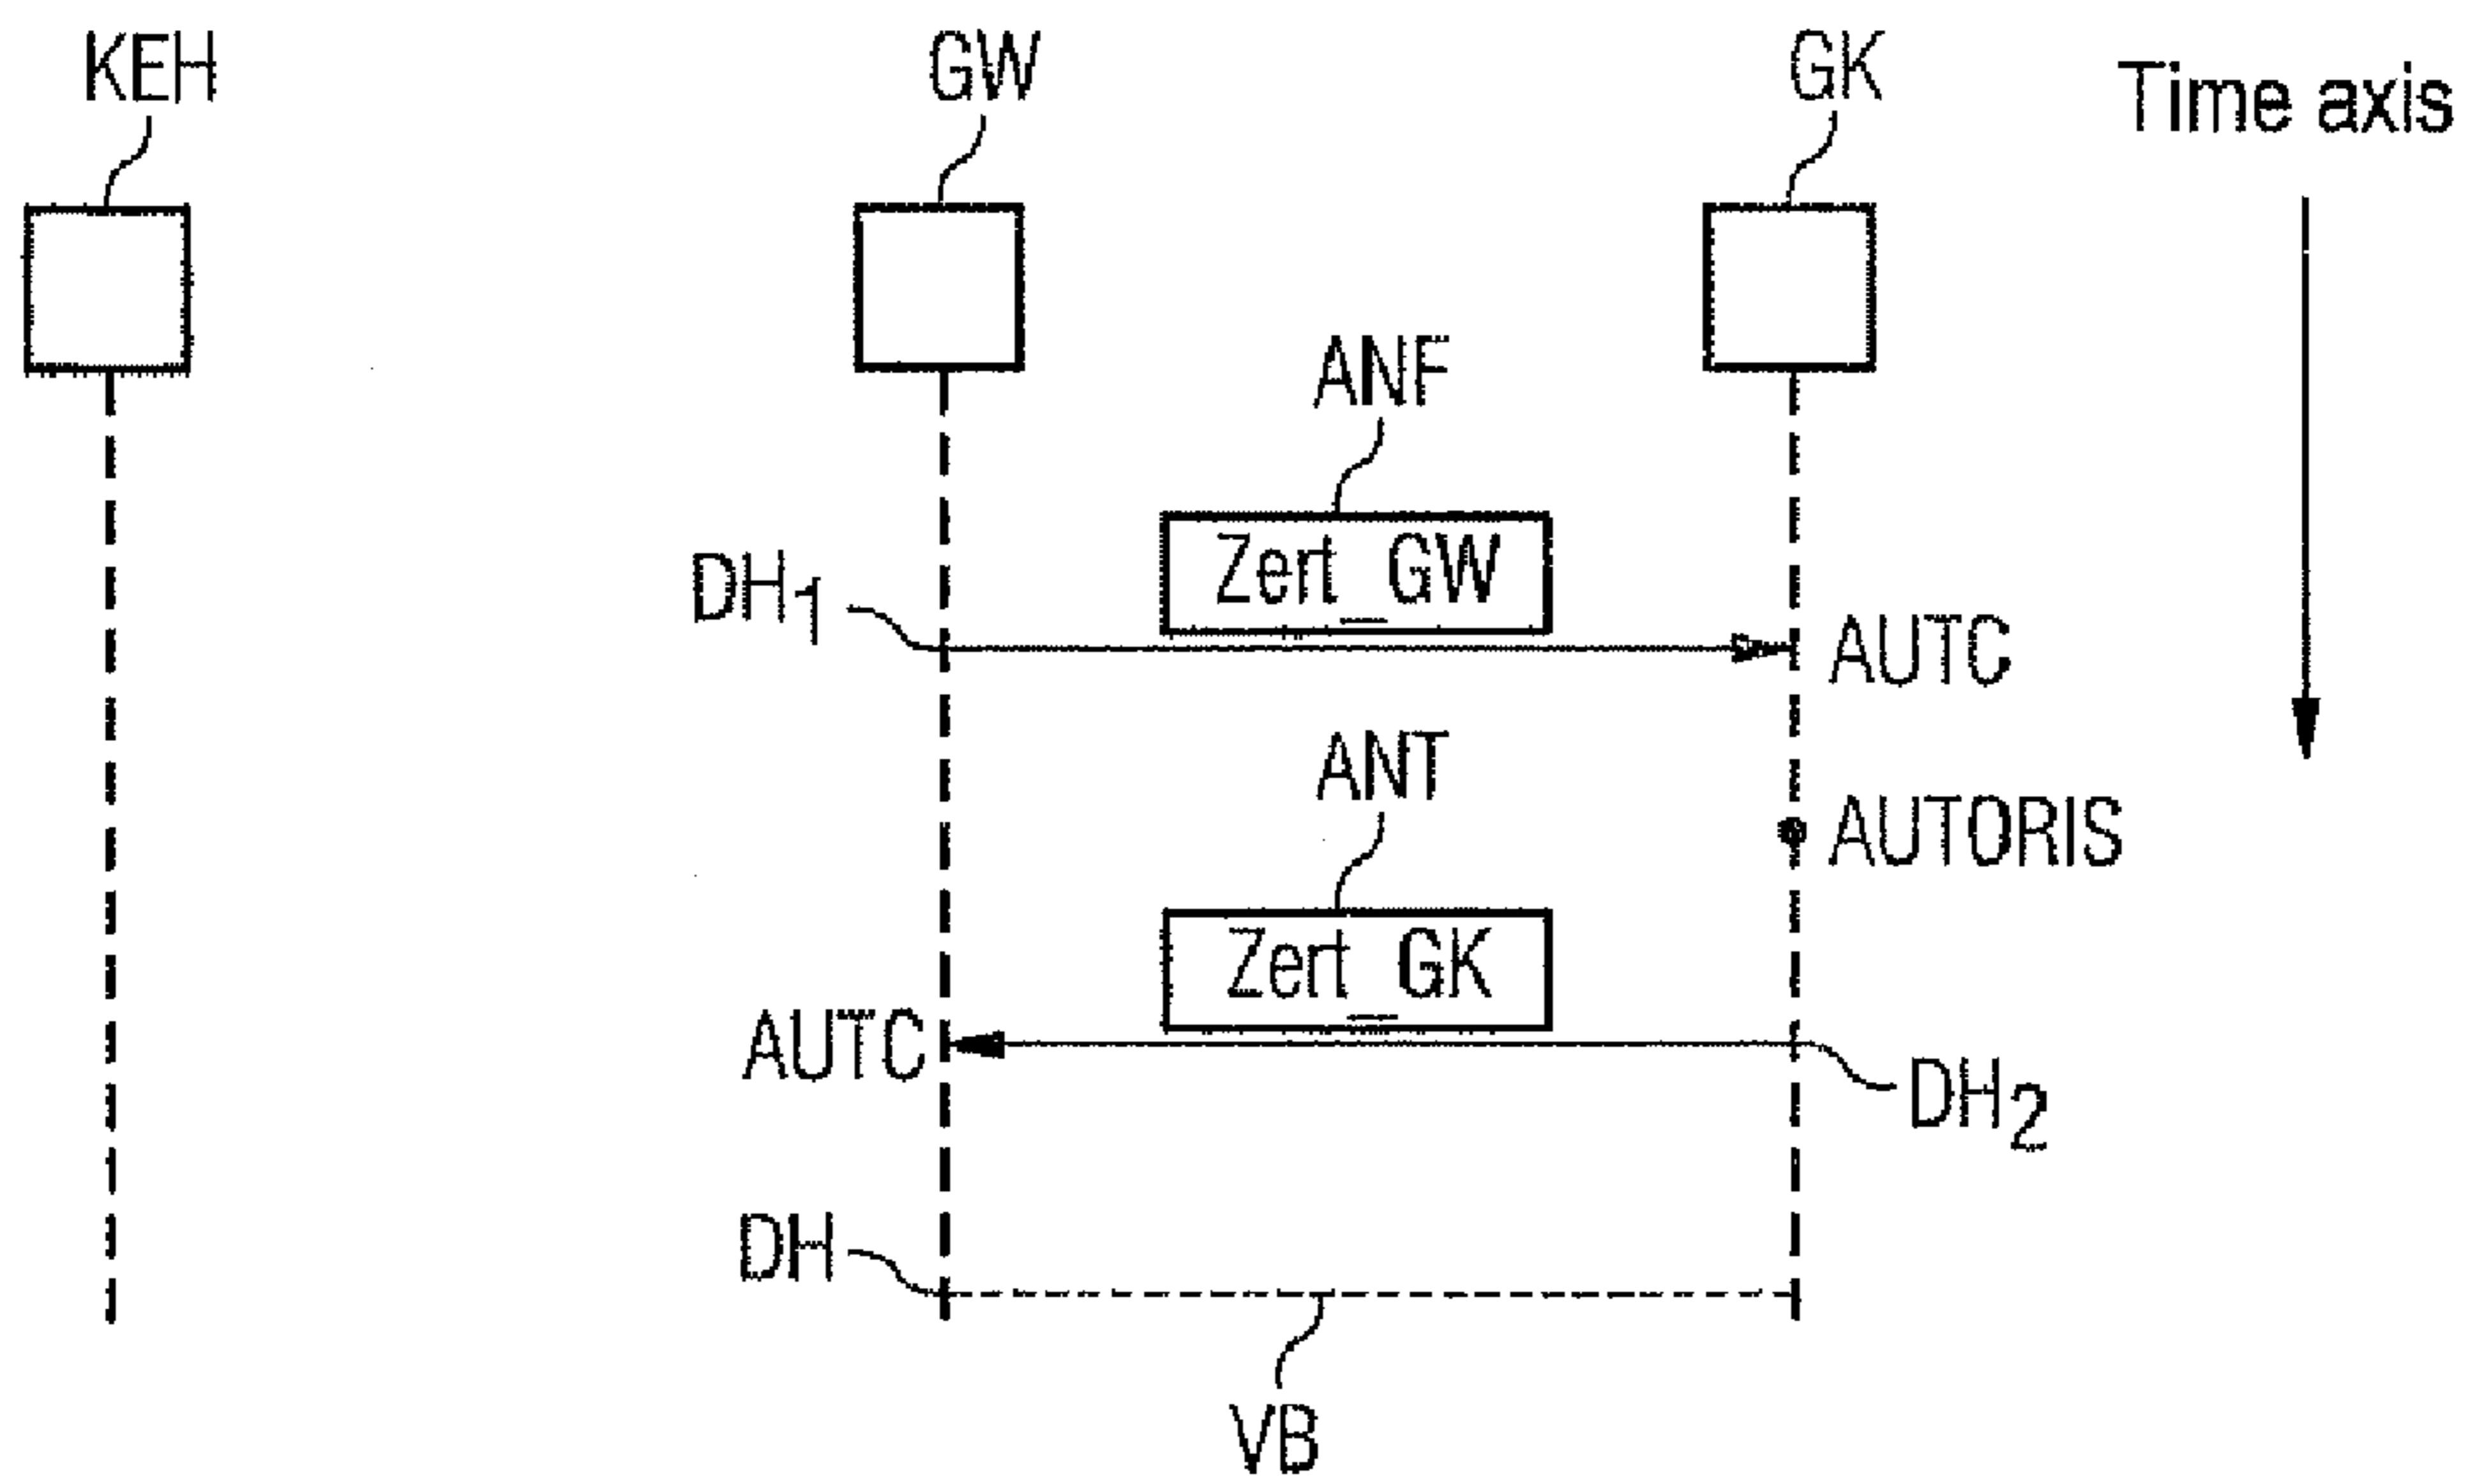 KEH
GW
GK
Time axis
ANF
Zert_GW
DH1
AUTC
ANT
AUTORIS
Zert_GK
AUTC
DH2
DH
VB